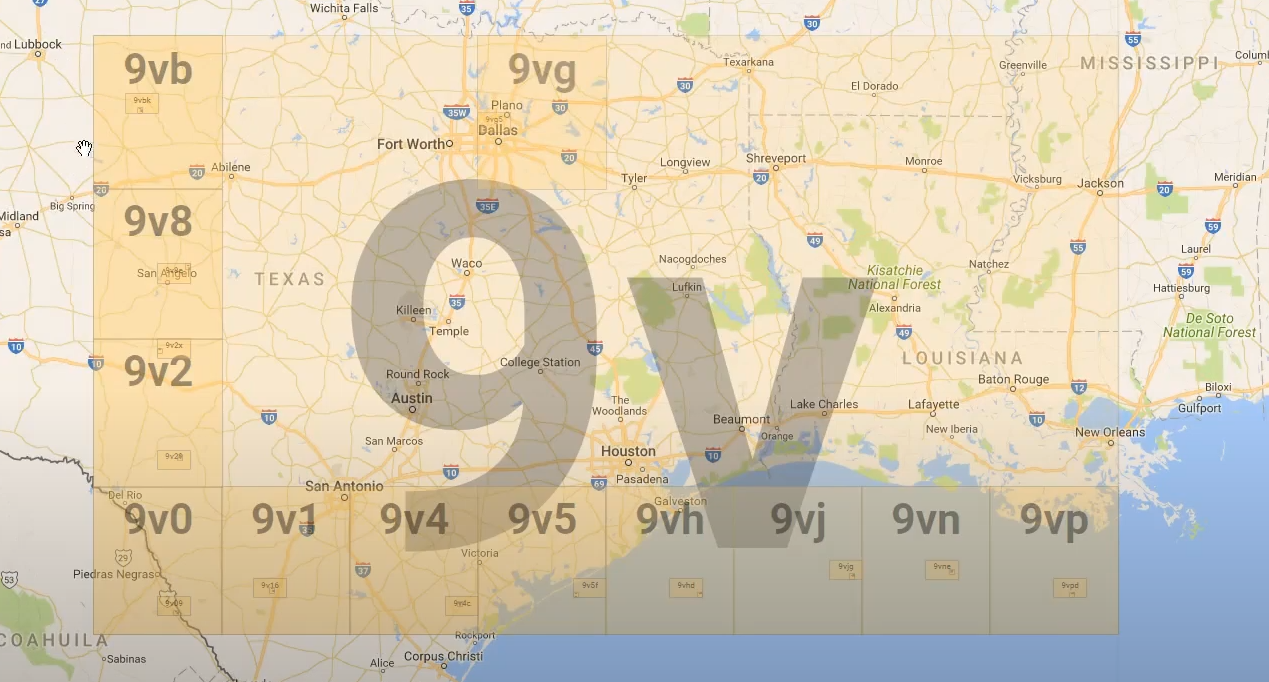 27
Wichita Falls
35
30
55
nd Lubbock
Columb
9vb
9vg
Texarkana
Greenville
MISSISSIPPI
El Dorado
30
9vbk
Plano
30
35W
Dallas
Fort Worth
20
Longview
Shreveport
Monroe
Abilene
20
20
Tyler
20
Vicksburg
Jackson
20
Meridian
Big Spring
Midland
9v8
35E
59
sa
49
55
Laurel
Nacogdoches
Natchez
59
San Angelo
Waco
Kisatchie
National Forest
TEXAS
Lufkin
Hattiesburg
35
Killeen
Alexandria
De Soto
National Forest
Temple
49
9v
10
9v2x
45
10
9v2
College Station
LOUISIANA
Round Rock
Baton Rouge
12
Biloxi
Austin
The
Woodlands
Lake Charles
Lafayette
Gulfport
10
Beaumont
10
San Marcos
Orange
New Iberia
New Orleans
Houston
10
10
Pasadena
69
San Antonio
Del Rio
Galveston
9v0
9v1
9v4
9v5
9vh
9vj
9vn
9vp
29
Victoria
Piedras Negras
37
9vjg
9vne
53
9v16
9v5f
9vhd
9vpd
COAHUILA
Rockport
Sabinas
Alice
Corpus Christi